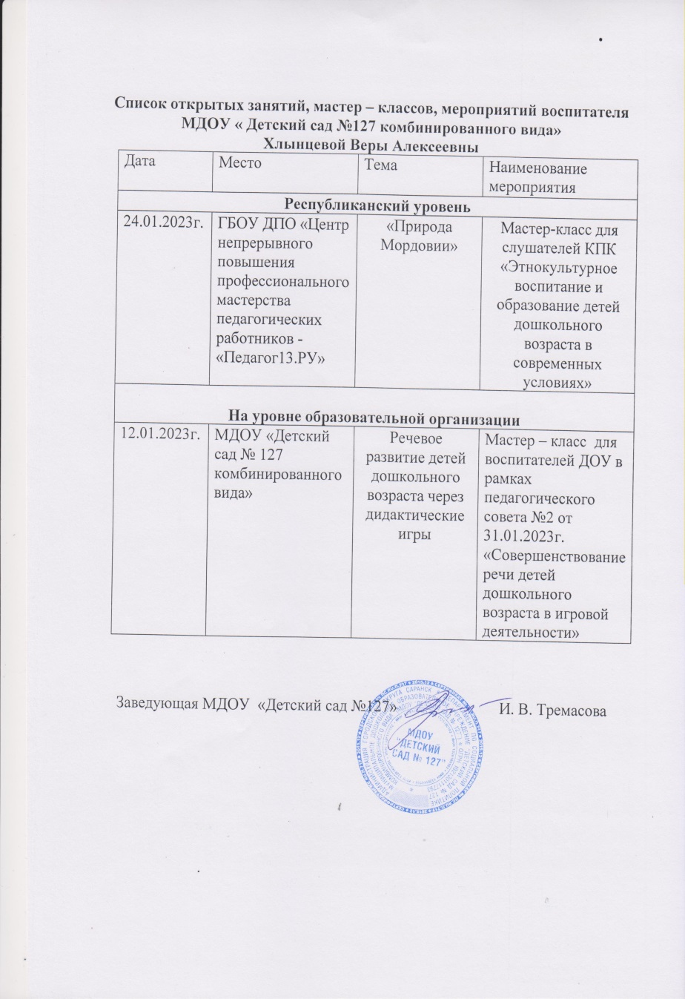 Список открытых занятий, мастер – классов, мероприятий воспитателя
МДОУ « Детский сад №127 комбинированного вида»
Хлынцевой Веры Алексеевны
Дата
Место
Тема
Наименование
мероприятия
Республиканский уровень
24.01.2023г.
ГБОУ ДПО «Центр
непрерывного
повышения
профессионального
мастерства
педагогических
работников -
«Педагог13.РУ»
«Природа
Мордовии»
Мастер-класс для
слушателей КПК
«Этнокультурное
воспитание и
образование детей
дошкольного
возраста в
современных
условиях»
На уровне образовательной организации
12.01.2023г.
МДОУ «Детский
сад № 127
комбинированного
вида»
Речевое
развитие детей
дошкольного
возраста через
дидактические
игры
Мастер – класс для
воспитателей ДОУ в
рамках
педагогического
совета №2 от
31.01.2023г.
«Совершенствование
речи детей
дошкольного
возраста в игровой
деятельности»
Заведующая МДОУ «Детский сад №127»
И. В. Тремасова
МДОУ
"ДЕТСКИЙ
САД № 127"